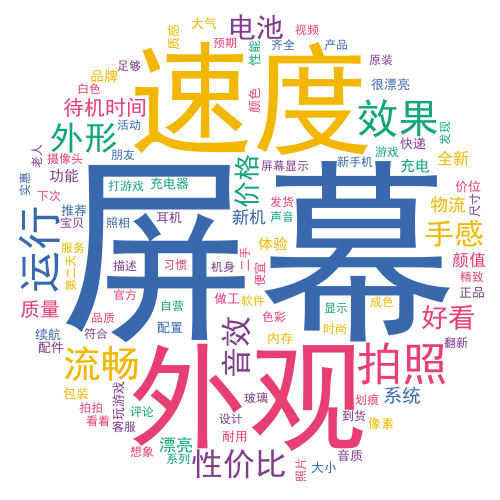 大气
视频
电池
质感
预期
齐全
产品
性能
速度
足够
原装
品牌
很漂亮
白色
颜色
待机时间
活动
效果
发现
外形
快递
朋友
游戏
老人
摄像头
价格
屏幕显示
新手机
全新
功能
充电
实惠
打游戏
充电器
价位
下次
屏幕
发货
尺寸
推荐
宝贝
照相
耳机
新机
声音
物流
手感
运行
第二天
服务
体验
二手
便宜
颜值
描述
习惯
机身
精致
官方
正品
质量
品质
自营
做工
软件
色彩
显示
成色
好看
续航
符合
配置
音效
时尚
配件
内存
翻新
流畅
外观
拍照
包装
客玩游戏
玻璃
系统
拍拍
评论
划痕
看着
客服
设计
到货
像素
耐用
漂亮
想象
系列
性价比
照片
大小
音质